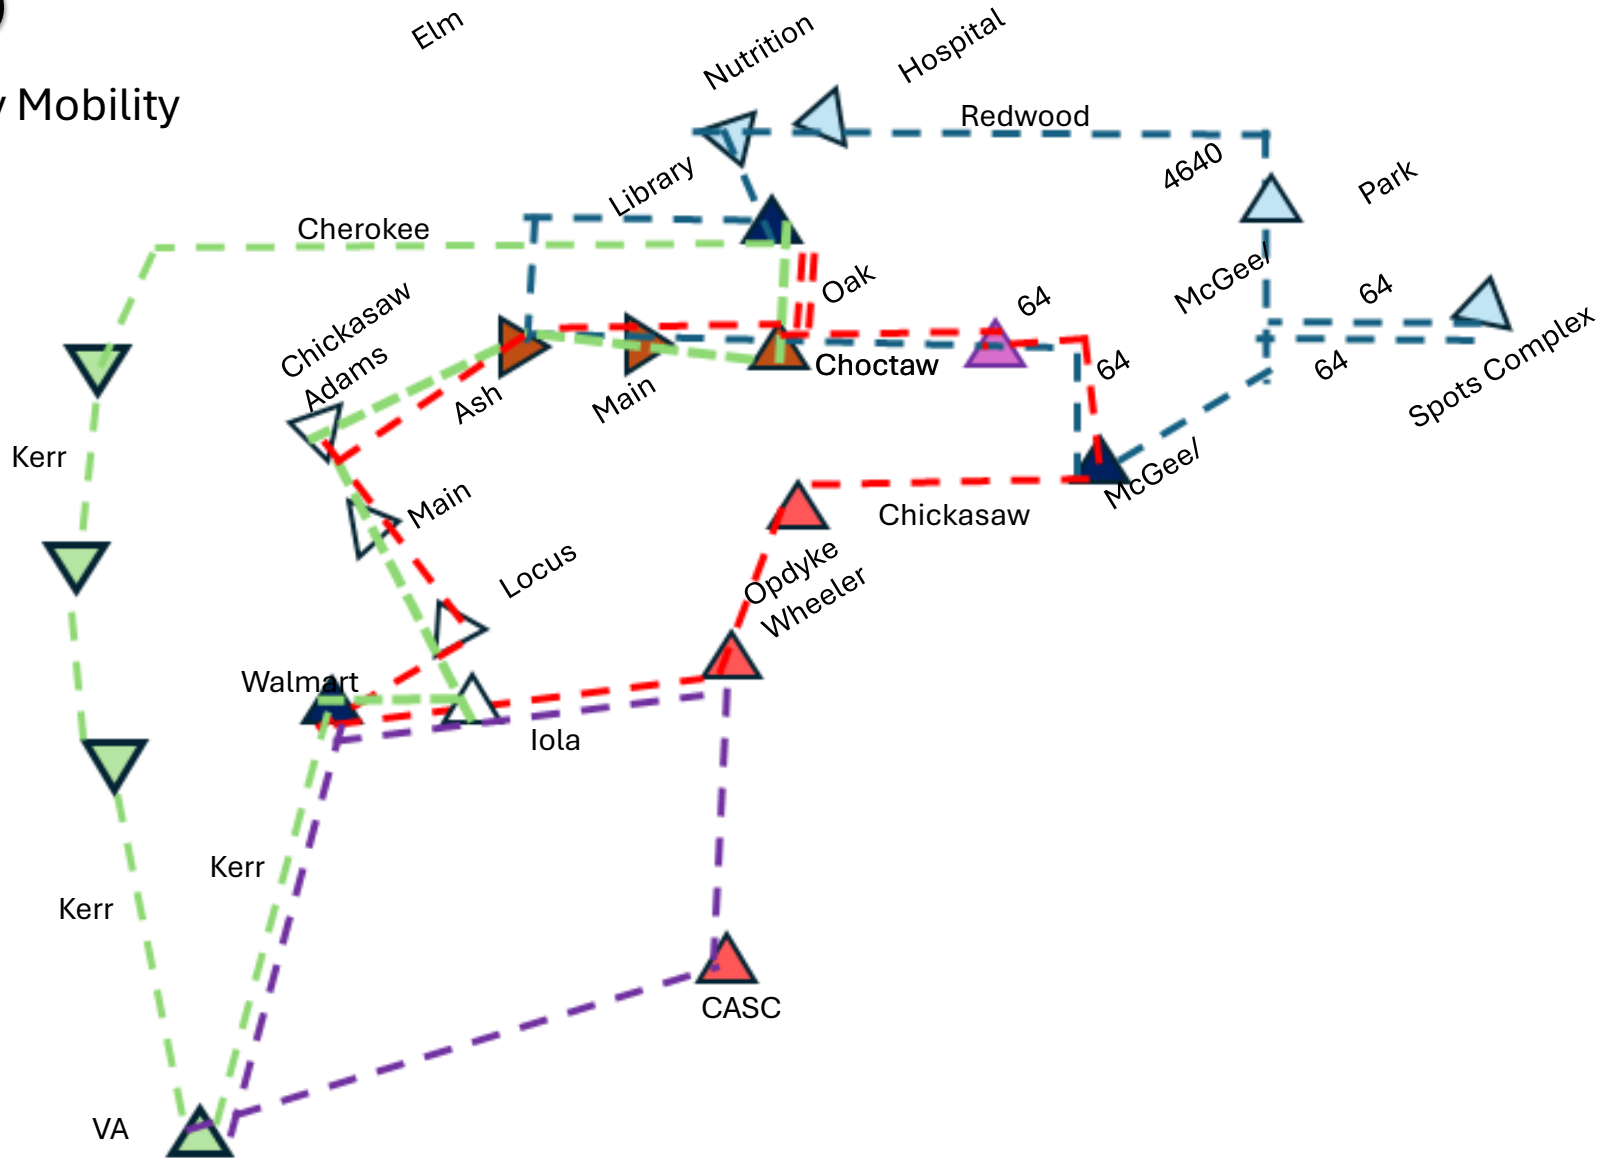 Elm
Nutrition
Hospital
Mobility
Redwood
4640
Library
Park
Cherokee
McGee/
Oak
64
64
Chickasaw
Adams
Choctaw
64
64
Spots Complex
Ash
Main
Kerr
McGee/
Main
Chickasaw
Locus
Opdyke
Wheeler
Walmart
Iola
Kerr
Kerr
CASC
VA